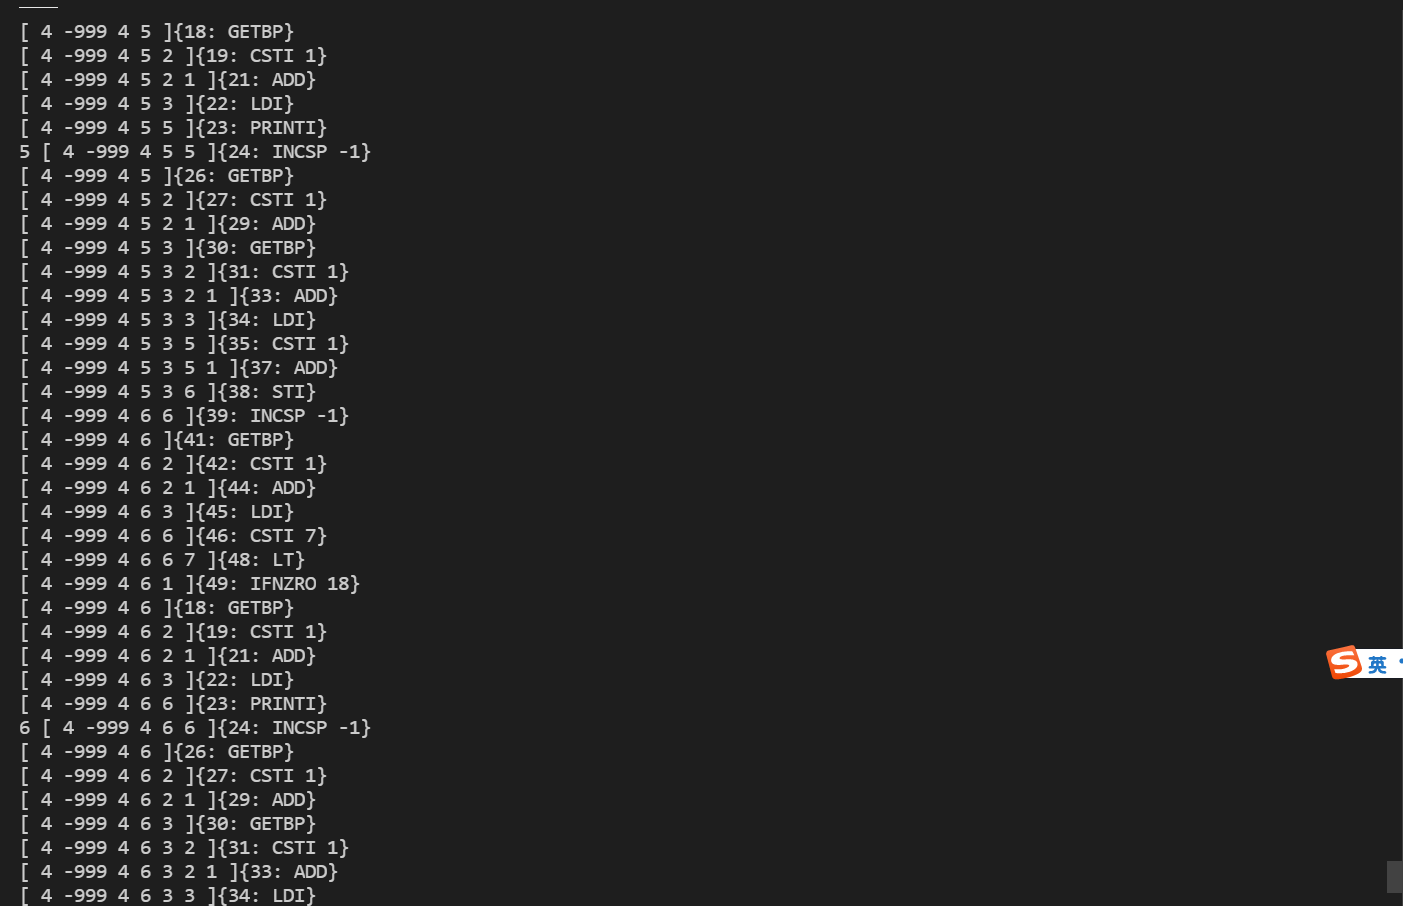 [ 4 -999 4 5 ]{18: GETBP}
[ 4 -999 4 5 2 ]{19: CSTI 1}
[ 4 -999 4 5 2 1 ]{21: ADD}
[ 4 -999 4 5 3 ]{22: LDI}
[ 4 -999 4 5 5 ]{23: PRINTI}
5 [ 4 -999 4 5 5 ]{24: INCSP -1}
[ 4 -999 4 5 ]{26: GETBP}
[ 4 -999 4 5 2 ]{27: CSTI 1}
[ 4 -999 4 5 2 1 ]{29: ADD}
[ 4 -999 4 5 3 ]{30: GETBP}
[ 4 -999 4 5 3 2 ]{31: CSTI 1}
[ 4 -999 4 5 3 2 1 ]{33: ADD}
[ 4 -999 4 5 3 3 ]{34: LDI}
[ 4 -999 4 5 3 5 ]{35: CSTI 1}
[ 4 -999 4 5 3 5 1 ]{37: ADD}
[ 4 -999 4 5 3 6 ]{38: STI}
[ 4 -999 4 6 6 ]{39: INCSP -1}
[ 4 -999 4 6 ]{41: GETBP}
[ 4 -999 4 6 2 ]{42: CSTI 1}
[ 4 -999 4 6 2 1 ]{44: ADD}
[ 4 -999 4 6 3 ]{45: LDI}
[ 4 -999 4 6 6 ]{46: CSTI 7}
[ 4 -999 4 6 6 7 ]{48: LT}
[ 4 -999 4 6 1 ]{49: IFNZRO 18}
[ 4 -999 4 6 ]{18: GETBP}
[ 4 -999 4 6 2 ]{19: CSTI 1}
[ 4 -999 4 6 2 1 ]{21: ADD}
[ 4 -999 4 6 3 ]{22: LDI}
[ 4 -999 4 6 6 ]{23: PRINTI}
6 [ 4 -999 4 6 6 ]{24: INCSP -1}
[ 4 -999 4 6 ]{26: GETBP}
[ 4 -999 4 6 2 ]{27: CSTI 1}
[ 4 -999 4 6 2 1 ]{29: ADD}
[ 4 -999 4 6 3 ]{30: GETBP}
[ 4 -999 4 6 3 2 ]{31: CSTI 1}
[ 4 -999 4 6 3 2 1 ]{33: ADD}
[ 4 -999 4 6 3 3 ]{34: LDI}
S 英